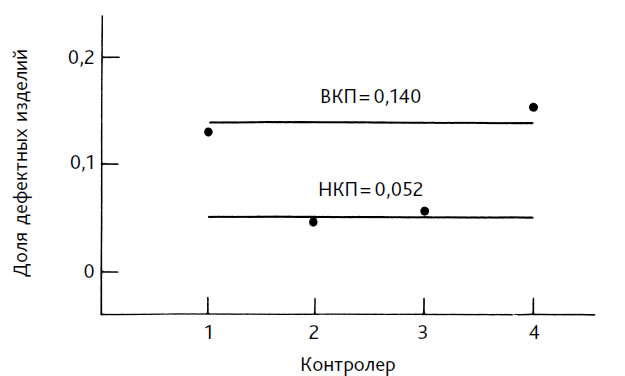 Доля дефектных изделий
0,2
ВКП=0,140
0,1
НКП=0,052
0
1 2 3 4
Контролер